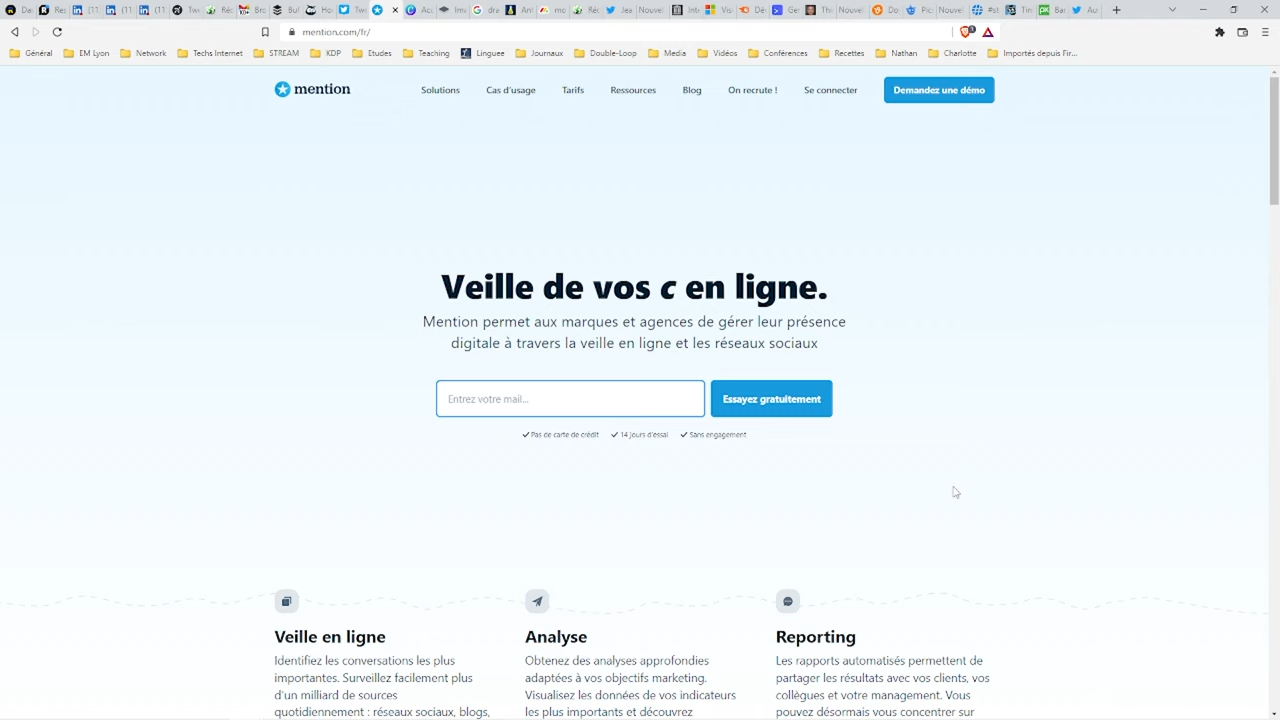 mention.com/fr/
Général EM Lyon Network Techs Internet STREAM KDP Etudes Teaching Linguee Journaux Double-Loop Media Vidéos Conférences Recettes Nathan Charlotte Importés depuis Fir...
mention Solutions Cas d'usage Tarifs Ressources Blog On recrute ! Se connecter Demandez une démo
Veille de vos c en ligne.
Mention permet aux marques et agences de gérer leur présence
digitale à travers la veille en ligne et les réseaux sociaux
Entrez votre mail... Essayez gratuitement
Pas de carte de crédit 14 jours d'essai Sans engagement
Veille en ligne
Identifiez les conversations les plus
importantes. Surveillez facilement plus
d'un milliard de sources
quotidiennement : réseaux sociaux, blogs,
Analyse
Obtenez des analyses approfondies
adaptées à vos objectifs marketing.
Visualisez les données de vos indicateurs
les plus importants et découvrez
Reporting
Les rapports automatisés permettent de
partager les résultats avec vos clients, vos
collègues et votre management. Vous
pouvez désormais vous concentrer sur